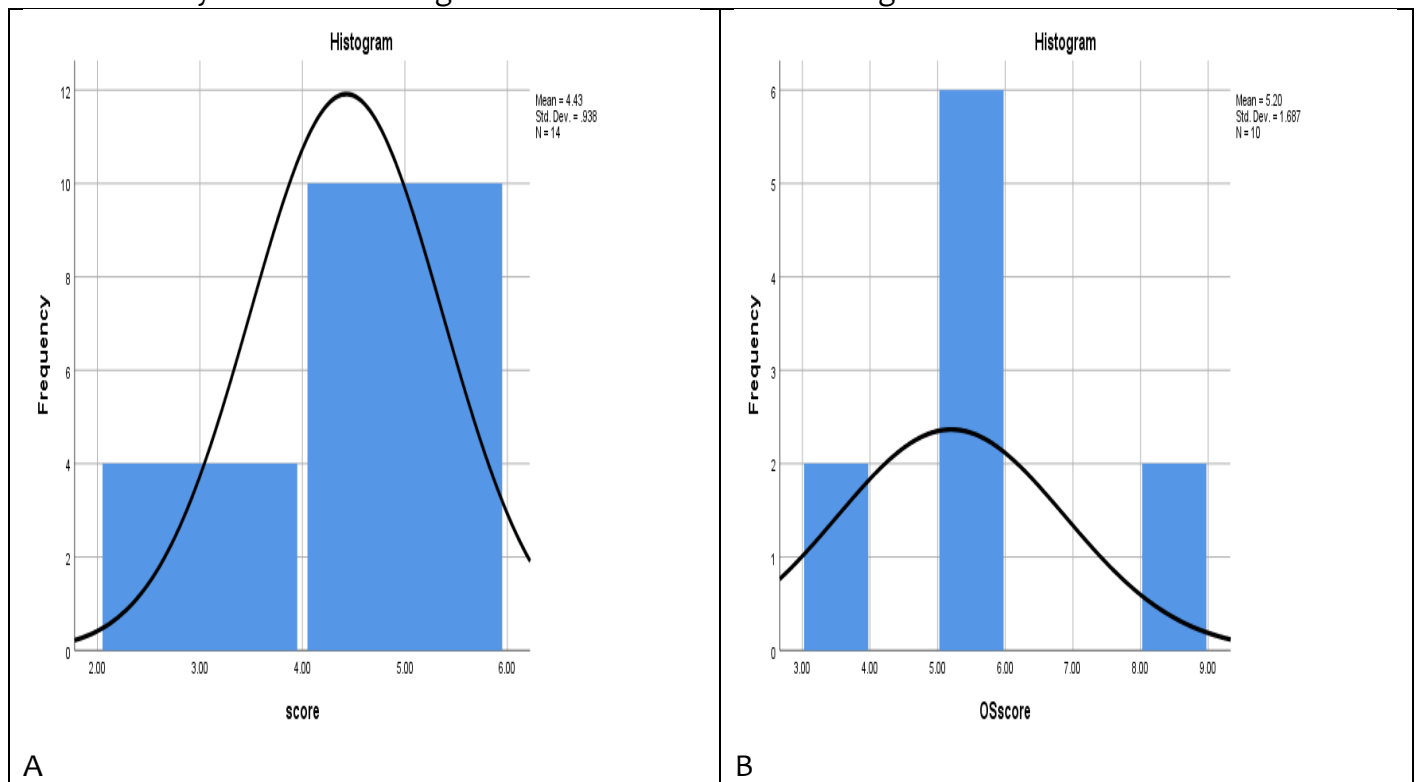 Histogram
Mean = 4.43
Std. Dev. = .938
N = 14
12
10
8
6
4
2
0
Frequency
2.00 3.00 4.00 5.00 6.00
score
A
Histogram
Mean = 5.20
Std. Dev. = 1.687
N = 10
6
5
4
3
2
1
0
Frequency
3.00 4.00 5.00 6.00 7.00 8.00 9.00
OSscore
B